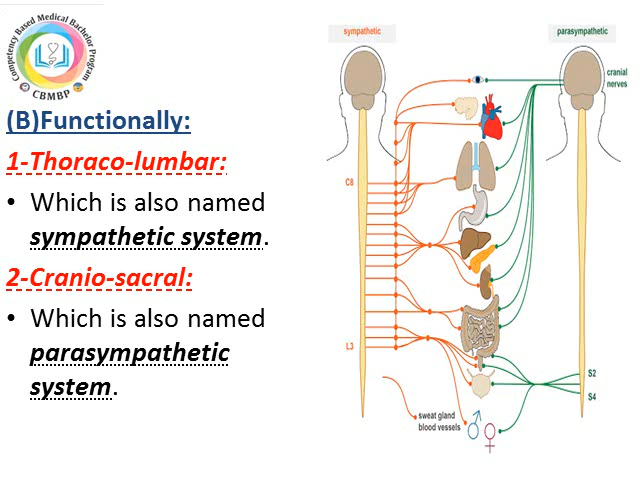 Competency Based Medical Bachelor Program
CBMBP
(B)Functionally:
1-Thoraco-lumbar:
• Which is also named
sympathetic system.
2-Cranio-sacral:
• Which is also named
parasympathetic
system.
sympathetic
parasympathetic
cranial
nerves
C8
L3
S2
S4
sweat gland
blood vessels